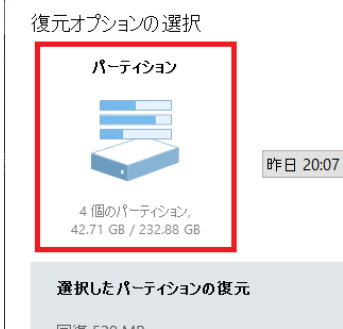 復元オプションの選択
パーティション
昨日 20:07
4 個のパーティション,
42.71 GB / 232.88 GB
選択したパーティションの復元